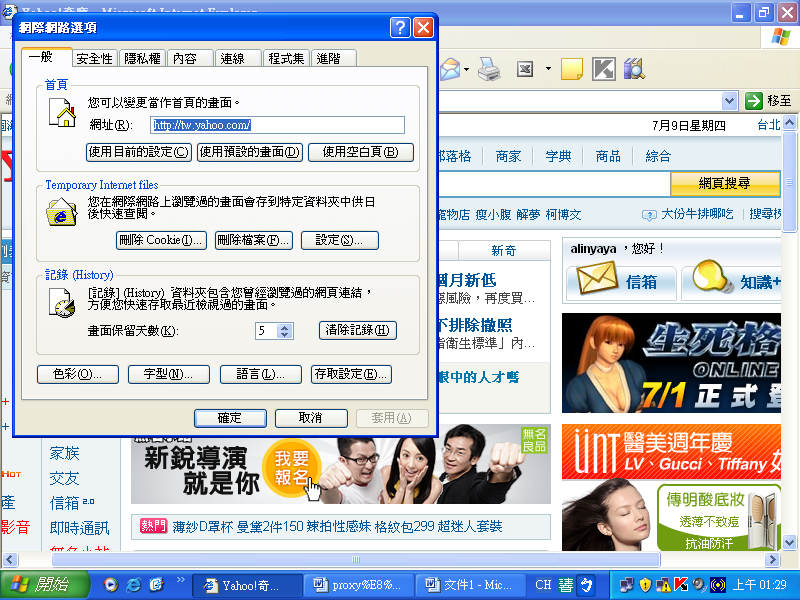 Yahoo!奇摩 - Microsoft Internet Explorer
網際網路選項
一般
安全性
隱私權
內容
連線
程式集
進階
首頁
您可以變更當作首頁的畫面。
網址(R):
http://tw.yahoo.com/
使用目前的設定(C)
使用預設的畫面(D)
使用空白頁(B)
Temporary Internet files
您在網際網路上瀏覽過的畫面會存到特定資料夾中供日
後快速查閱。
刪除 Cookie(I)...
刪除檔案(F)...
設定(S)...
記錄 (History)
[記錄] (History) 資料夾包含您曾經瀏覽過的網頁連結，
方便您快速存取最近檢視過的畫面。
畫面保留天數(K):
5
清除記錄(H)
色彩(O)...
字型(N)...
語言(L)...
存取設定(E)...
確定
取消
套用(A)
移至
7月9日星期四
台北
部落格
商家
字典
商品
綜合
網頁搜尋
寵物店 瘦小腹 解夢 柯博文
大份牛排哪吃
搜尋
新奇
個月新低
風險，再度買...
不排除撤照
衛生標準」內...
眼中的人才嗎
alinyaya ，您好！
信箱
知識+
生死格
ONLINE
7/1 正式登
新銳導演
就是你
我要
報名
無名
良品
UNT 醫美週年慶
LV、Gucci、Tiffany
傳明酸底妝
透薄不致痘
抗油防汗
家族
交友
信箱 2.0
即時通訊
HOT
產
影音
熱門
薄紗D罩杯 曼黛2件150 辣拍性感妹 格紋包299 超迷人套裝
開始
Yahoo!奇...
proxy%E8%...
文件1 - Mic...
CH
上午 01:29